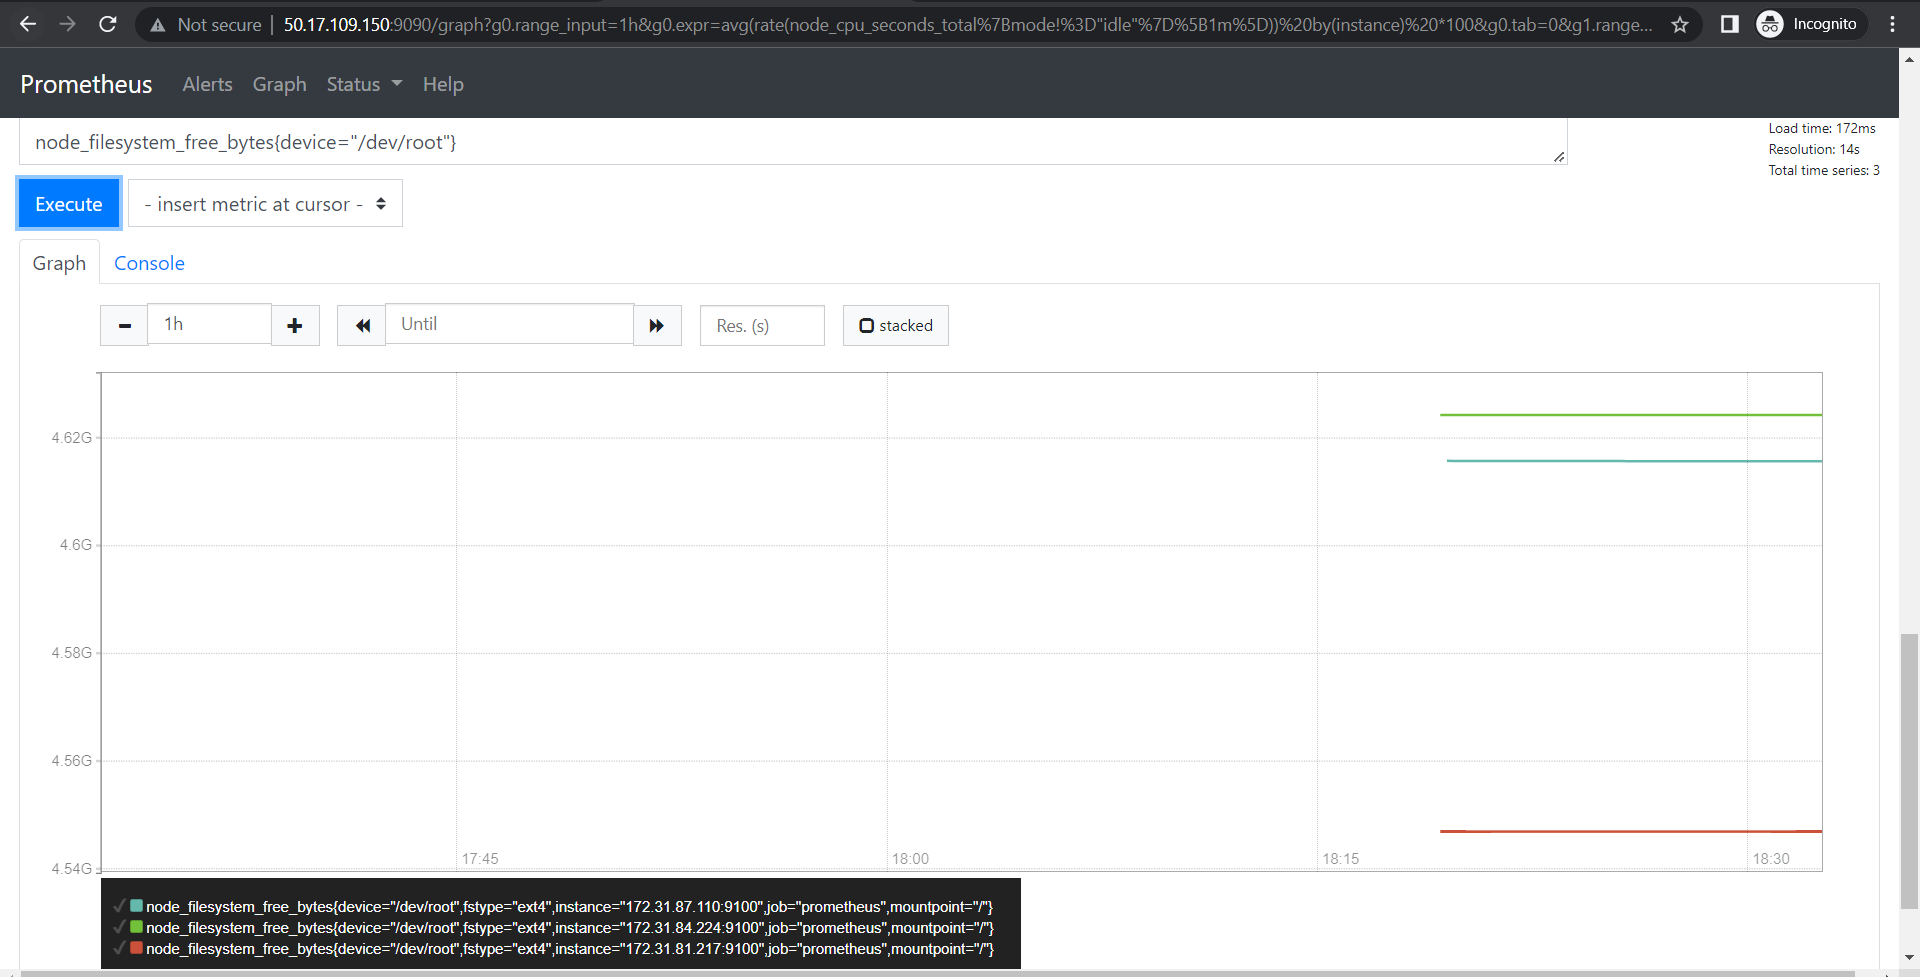 Not secure | 50.17.109.150:9090/graph?g0.range_input=1h&g0.expr=avg(rate(node_cpu_seconds_total%7Bmode!%3D"idle"%7D%5B1m%5D))%20by(instance)%20*100&g0.tab=0&g1.range... Incognito
Prometheus Alerts Graph Status Help
node_filesystem_free_bytes{device="/dev/root"}
Load time: 172ms
Resolution: 14s
Total time series: 3
Execute - insert metric at cursor -
Graph Console
1h Until Res. (s) stacked
4.62G
4.6G
4.58G
4.56G
4.54G
17:45 18:00 18:15 18:30
node_filesystem_free_bytes{device="/dev/root",fstype="ext4",instance="172.31.87.110:9100",job="prometheus",mountpoint="/"}
node_filesystem_free_bytes{device="/dev/root",fstype="ext4",instance="172.31.84.224:9100",job="prometheus",mountpoint="/"}
node_filesystem_free_bytes{device="/dev/root",fstype="ext4",instance="172.31.81.217:9100",job="prometheus",mountpoint="/"}